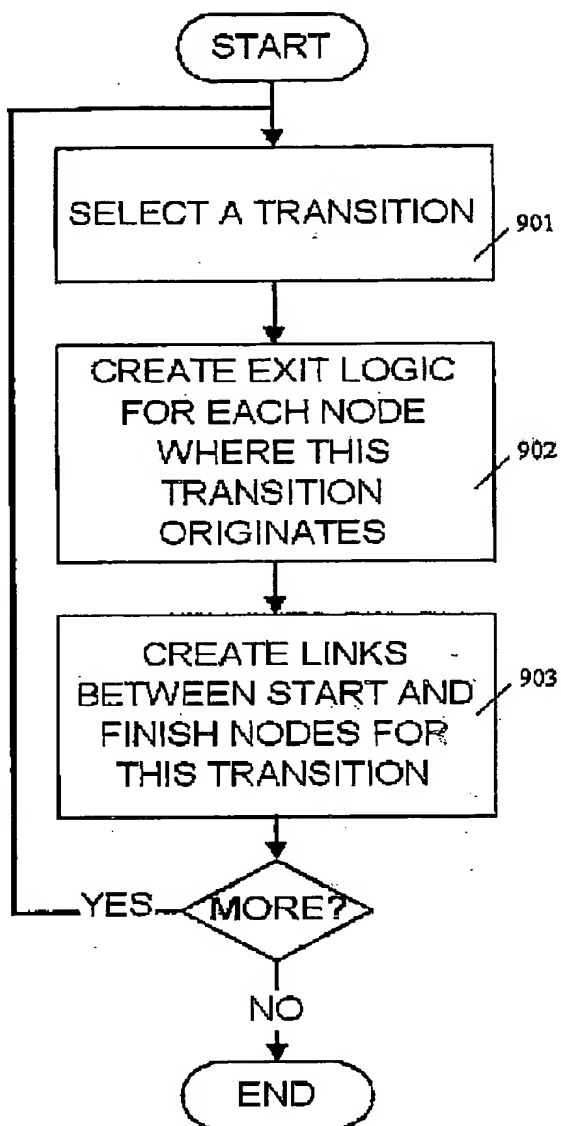 START
SELECT A TRANSITION
901
CREATE EXIT LOGIC
FOR EACH NODE
WHERE THIS
TRANSITION
ORIGINATES
902
CREATE LINKS
BETWEEN START AND
FINISH NODES FOR
THIS TRANSITION
903
MORE?
YES
NO
END